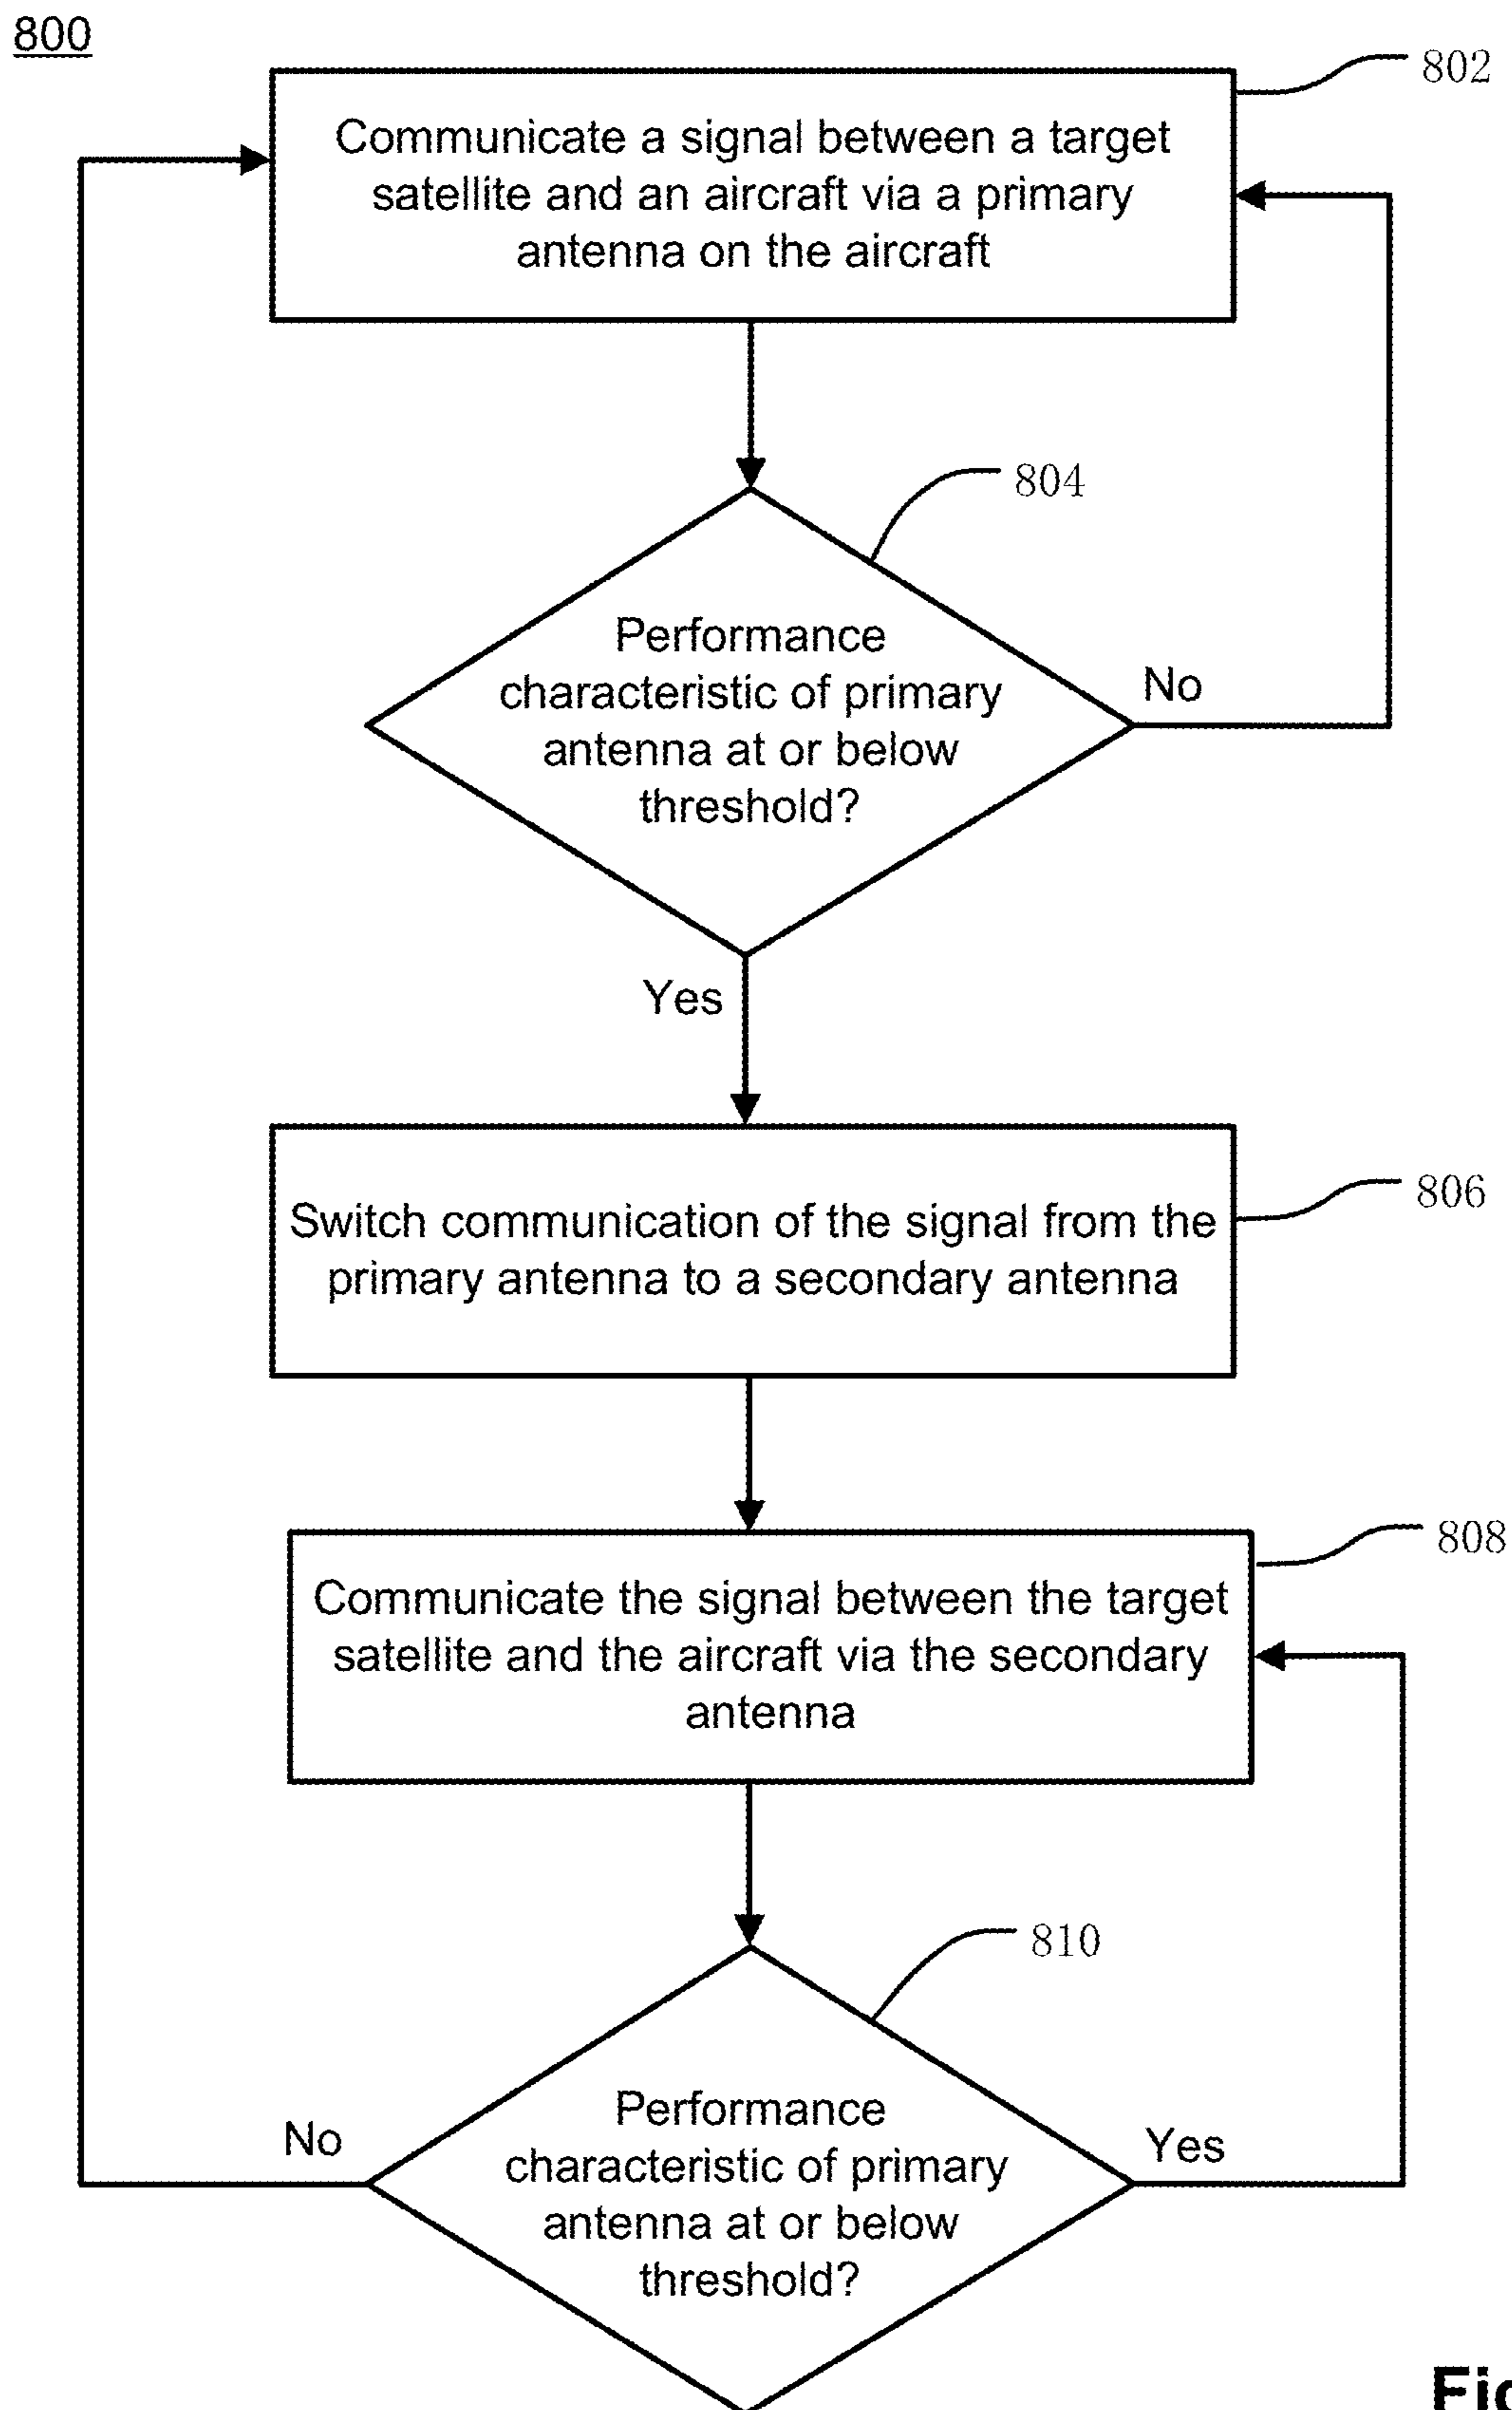 800
802
Communicate a signal between a target
satellite and an aircraft via a primary
antenna on the aircraft
804
Performance
characteristic of primary
antenna at or below
threshold?
No
Yes
806
Switch communication of the signal from the
primary antenna to a secondary antenna
808
Communicate the signal between the target
satellite and the aircraft via the secondary
antenna
810
Performance
characteristic of primary
antenna at or below
threshold?
No
Yes